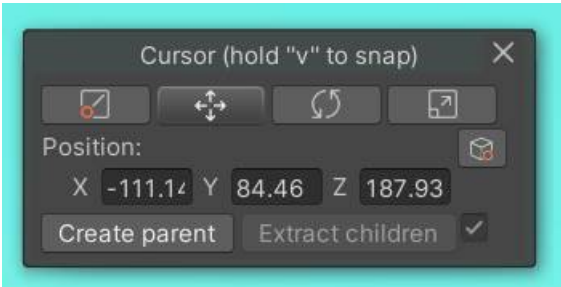 Cursor (hold "v" to snap)
Position:
X -111.14 Y 84.46 Z 187.93
Create parent Extract children